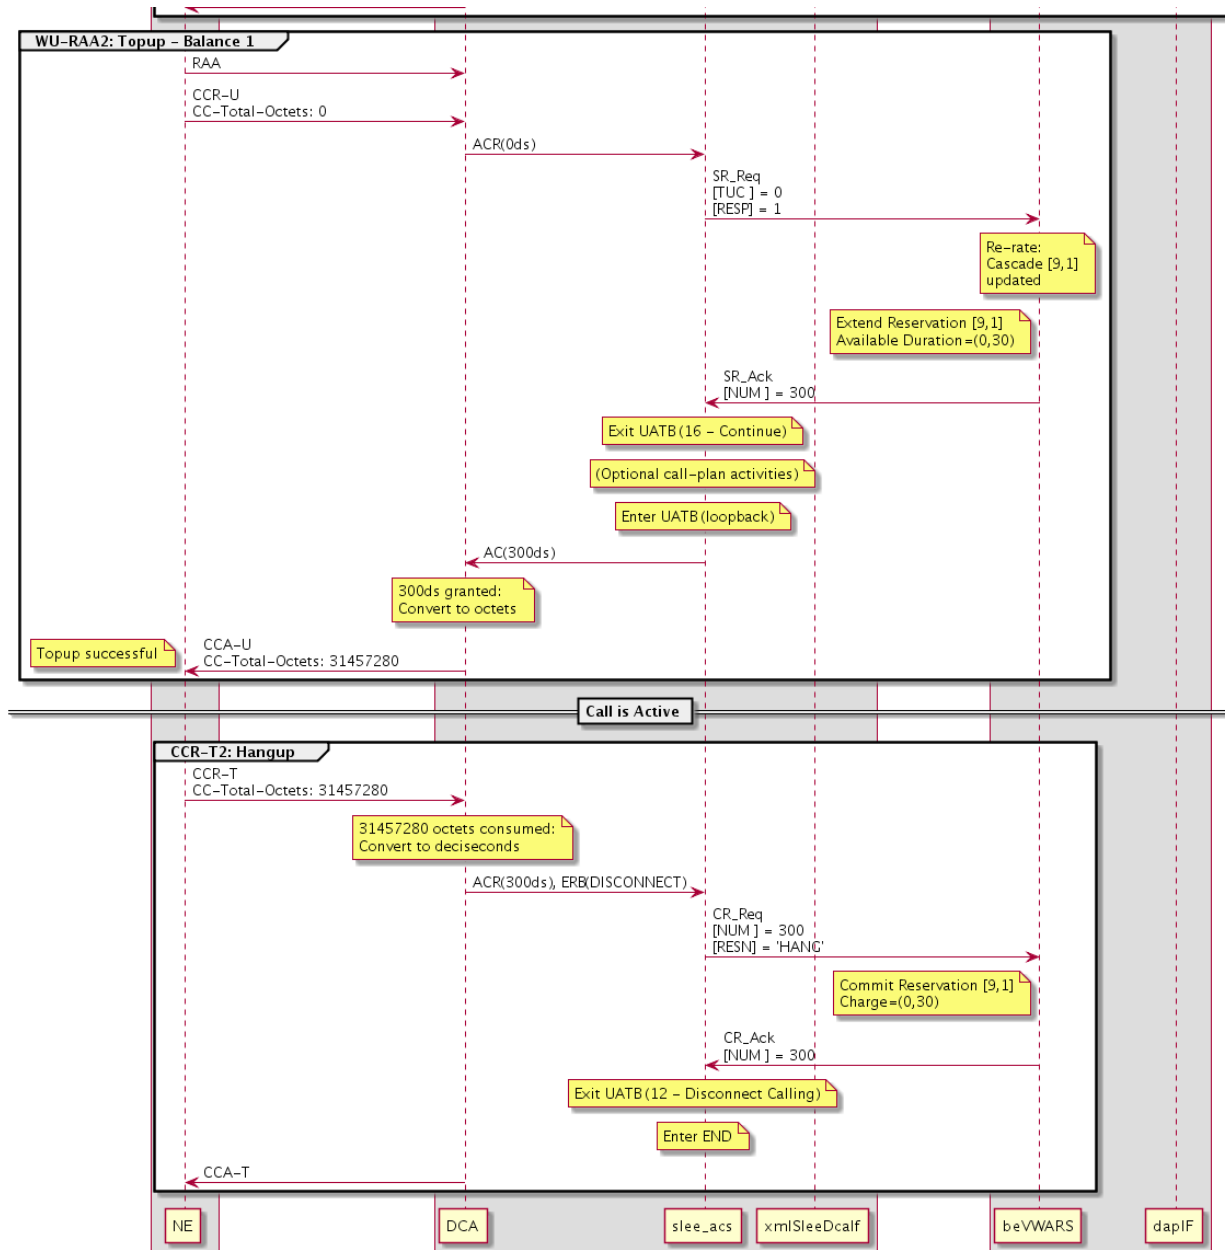 WU-RAA2: Topup - Balance 1
RAA
CCR-U
CC-Total-Octets: 0
ACR(0ds)
SR_Req
[TUC ] = 0
[RESP] = 1
Re-rate:
Cascade [9,1]
updated
Extend Reservation [9,1]
Available Duration=(0,30)
SR_Ack
[NUM ] = 300
Exit UATB(16 - Continue)
(Optional call-plan activities)
Enter UATB(loopback)
AC(300ds)
300ds granted:
Convert to octets
Topup successful
CCA-U
CC-Total-Octets: 31457280
Call is Active
CCR-T2: Hangup
CCR-T
CC-Total-Octets: 31457280
31457280 octets consumed:
Convert to deciseconds
ACR(300ds), ERB(DISCONNECT)
CR_Req
[NUM ] = 300
[RESN] = 'HANG'
Commit Reservation [9,1]
Charge=(0,30)
CR_Ack
[NUM ] = 300
Exit UATB(12 - Disconnect Calling)
Enter END
CCA-T
NE
DCA
slee_acs
xmlSleeDcaIf
beVWARS
dapIF